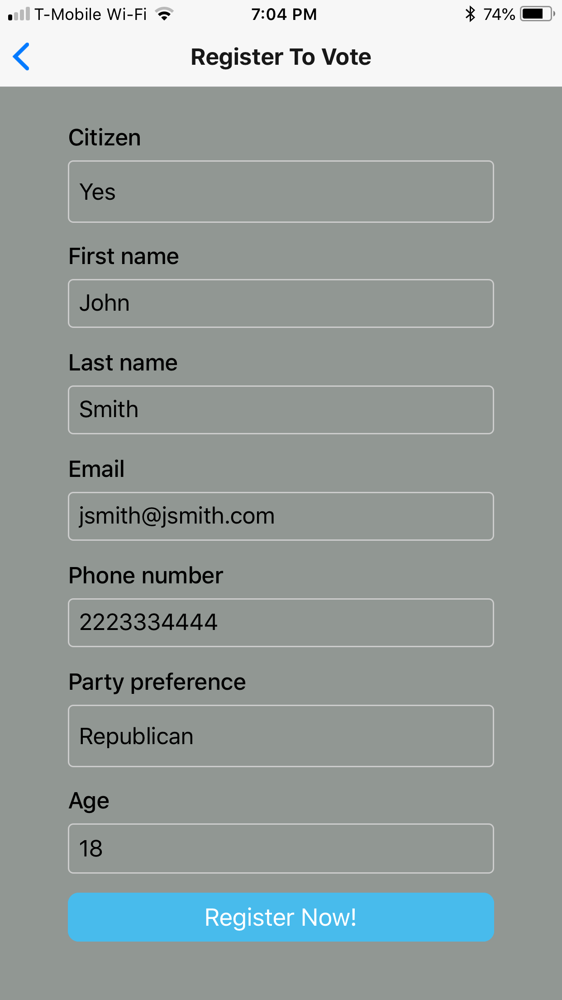 T-Mobile Wi-Fi 7:04 PM 74%
Register To Vote
Citizen
Yes
First name
John
Last name
Smith
Email
jsmith@jsmith.com
Phone number
2223334444
Party preference
Republican
Age
18
Register Now!